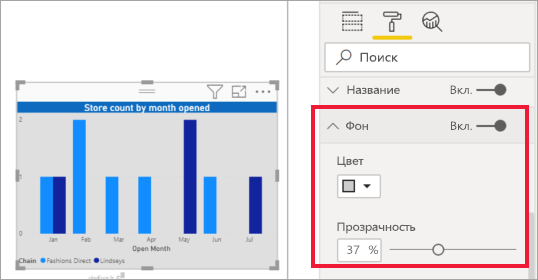 Store count by month opened
2
1
0
Jan Feb Mar Apr May Jun Jul
Open Month
Chain Fashions Direct Lindseys
Поиск
Название Вкл.
Фон Вкл.
Цвет
Прозрачность
37 %